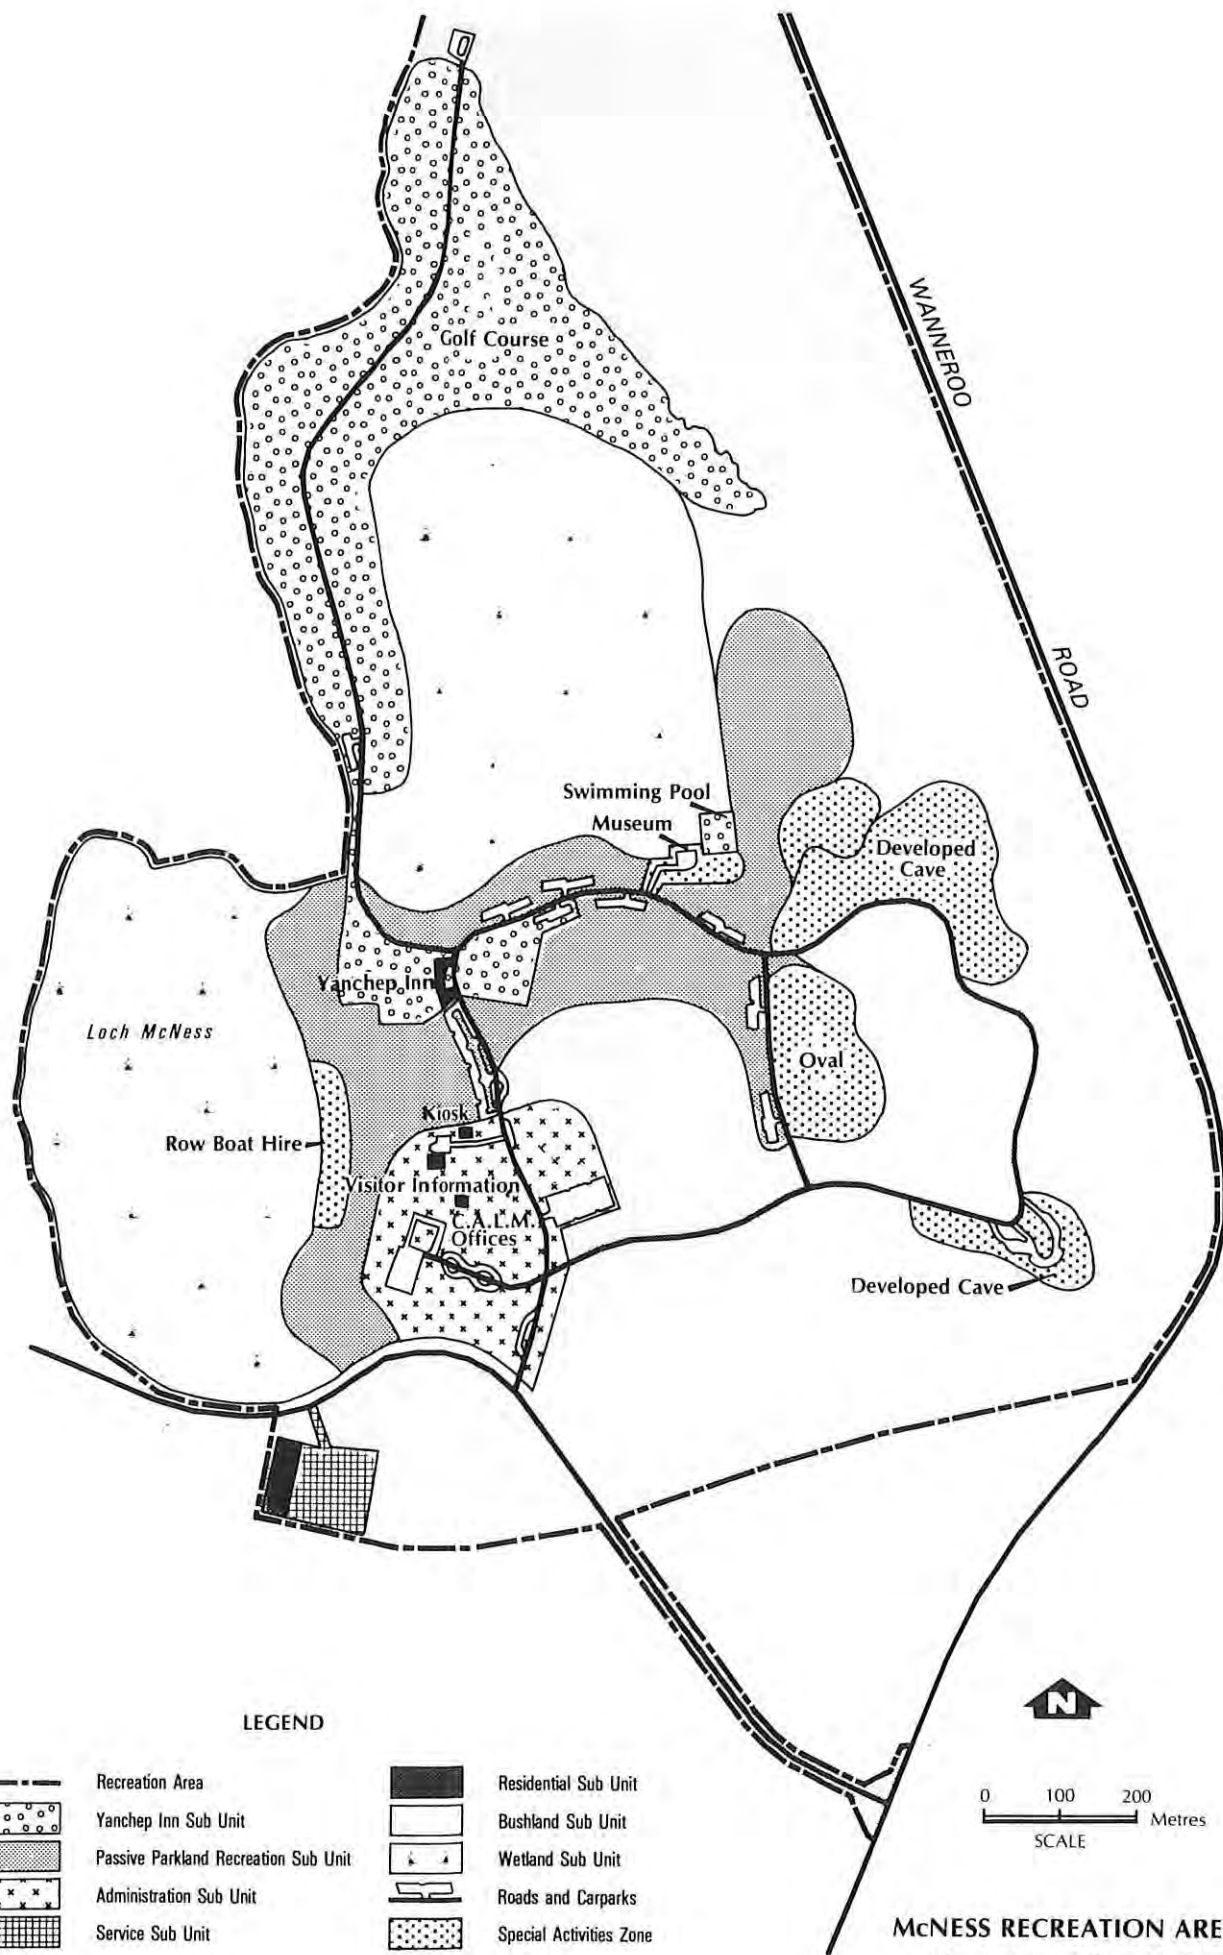 WANNEROO
ROAD
Golf Course
Swimming Pool
Museum
Developed
Cave
Yanchep Inn
Loch McNess
Oval
Kiosk
Row Boat Hire
Visitor Information
C.A.L.M.
Offices
Developed Cave
N
LEGEND
Recreation Area
Yanchep Inn Sub Unit
Passive Parkland Recreation Sub Unit
Administration Sub Unit
Service Sub Unit
Residential Sub Unit
Bushland Sub Unit
Wetland Sub Unit
Roads and Carparks
Special Activities Zone
0 100 200
Metres
SCALE
McNESS RECREATION ARE